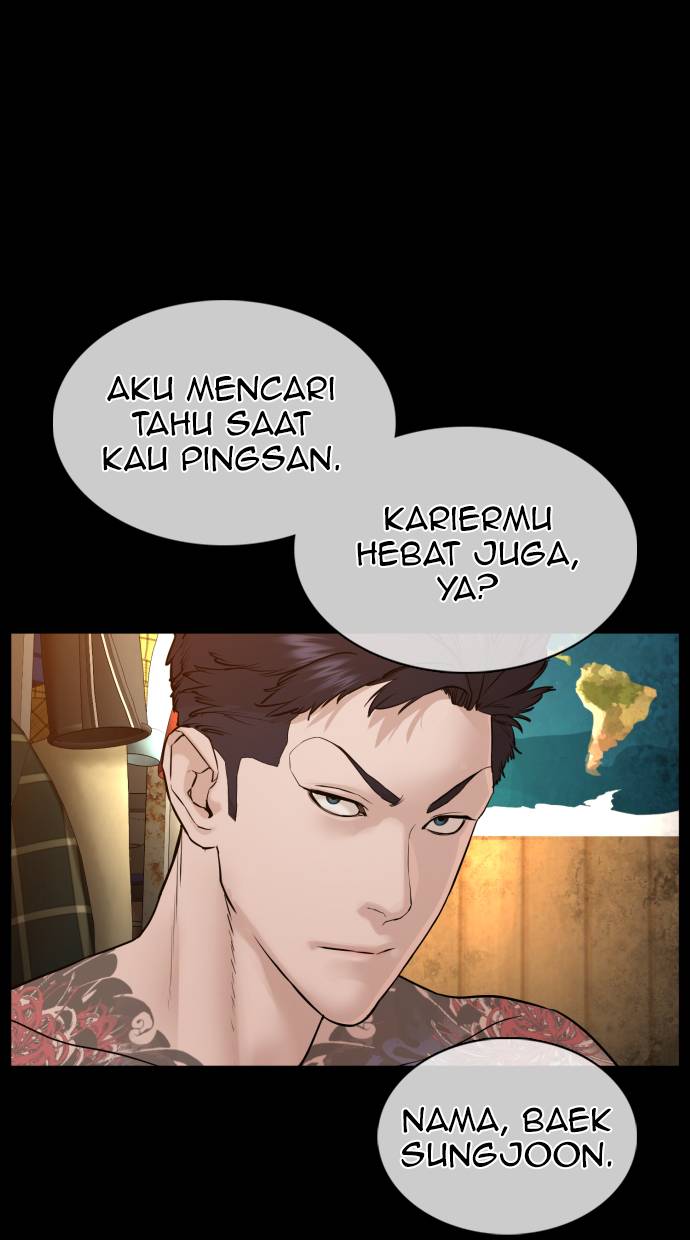 AKU MENCARI
TAHU SAAT
KAU PINGSAN.
KARIERMU
HEBAT JUGA,
YA?
NAMA, BAEK
SUNGJOON.